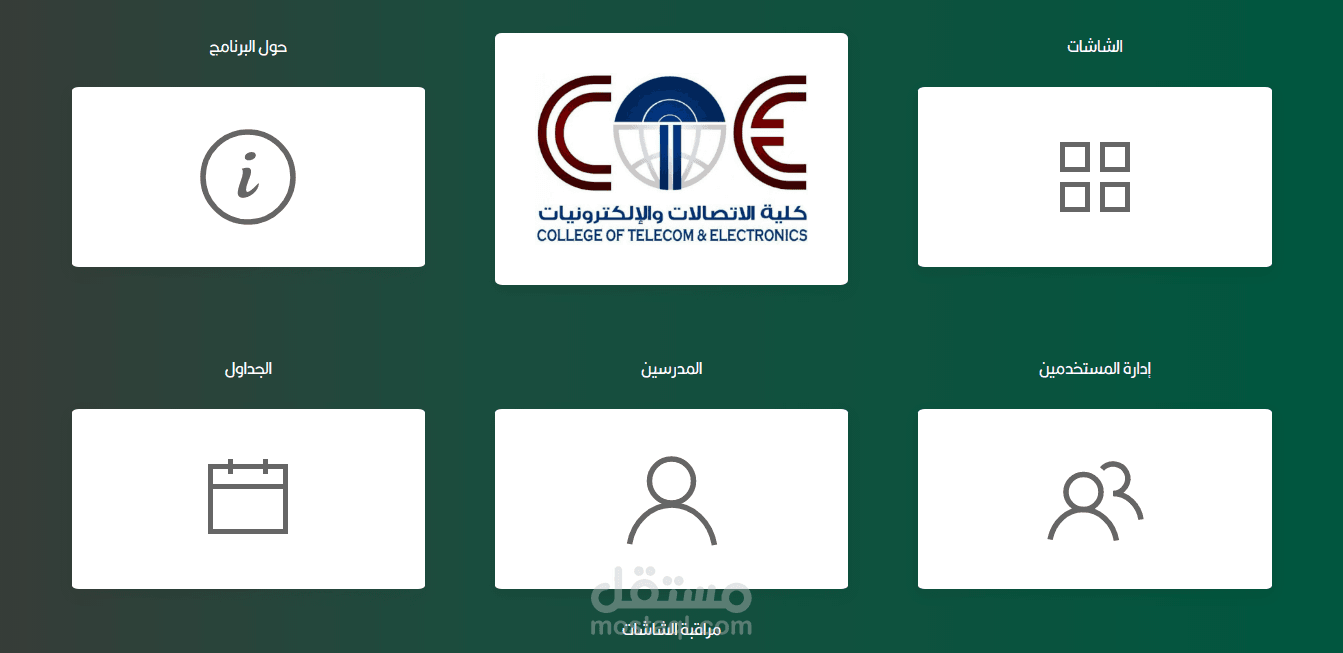 الشاشات
حول البرنامج
COE
كلية الاتصالات والإلكترونيات
COLLEGE OF TELECOM & ELECTRONICS
إدارة المستخدمين
المدرسين
الجداول
مستقل
mostaql.com
مراقبة الشاشات